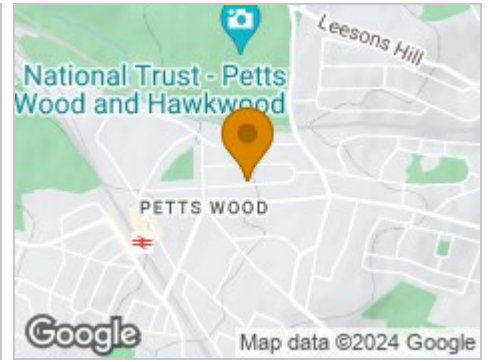 Leesons Hill
National Trust - Petts
Wood and Hawkwood
PETTS WOOD
Google
Map data ©2024 Google